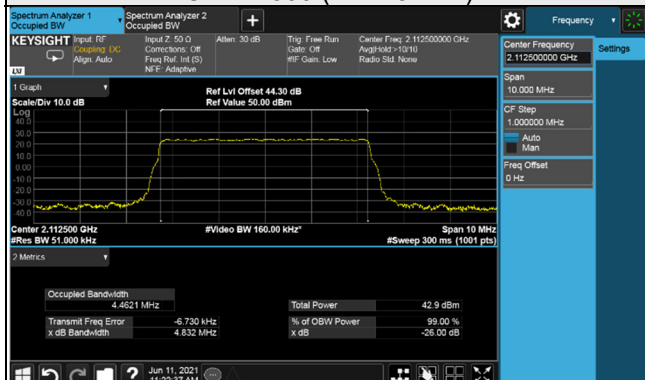 Spectrum Analyzer 1
Occupied BW
Spectrum Analyzer 2
Occupied BW
+
Frequency
KEYSIGHT
Input: RF
Coupling: DC
Align: Auto
Input Z: 50 Ω
Corrections: Off
Freq Ref: Int (S)
NFE: Adaptive
Atten: 30 dB
Trig: Free Run
Gate: Off
#IF Gain: Low
Center Freq: 2.112500000 GHz
Avg|Hold:>10/10
Radio Std: None
LXI
Center Frequency
2.112500000 GHz
Settings
Span
10.000 MHz
CF Step
1.000000 MHz
Auto
Man
Freq Offset
0 Hz
1 Graph
Scale/Div 10.0 dB
Ref Lvl Offset 44.30 dB
Ref Value 50.00 dBm
Log
40.0
30.0
20.0
10.0
0.00
-10.0
-20.0
-30.0
-40.0
Center 2.112500 GHz
#Res BW 51.000 kHz
#Video BW 160.00 kHz*
Span 10 MHz
#Sweep 300 ms (1001 pts)
2 Metrics
Occupied Bandwidth
4.4621 MHz
Total Power 42.9 dBm
Transmit Freq Error -6.730 kHz
% of OBW Power 99.00 %
x dB Bandwidth 4.832 MHz
x dB -26.00 dB
?
Jun 11, 2021